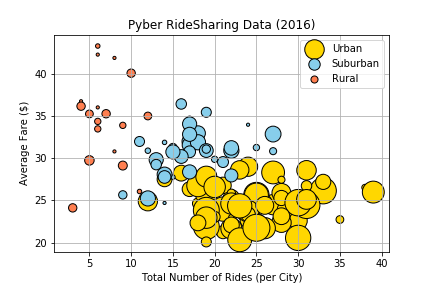 Pyber RideSharing Data (2016)
Urban
Suburban
Rural
40
35
30
25
20
Average Fare ($)
5 10 15 20 25 30 35 40
Total Number of Rides (per City)